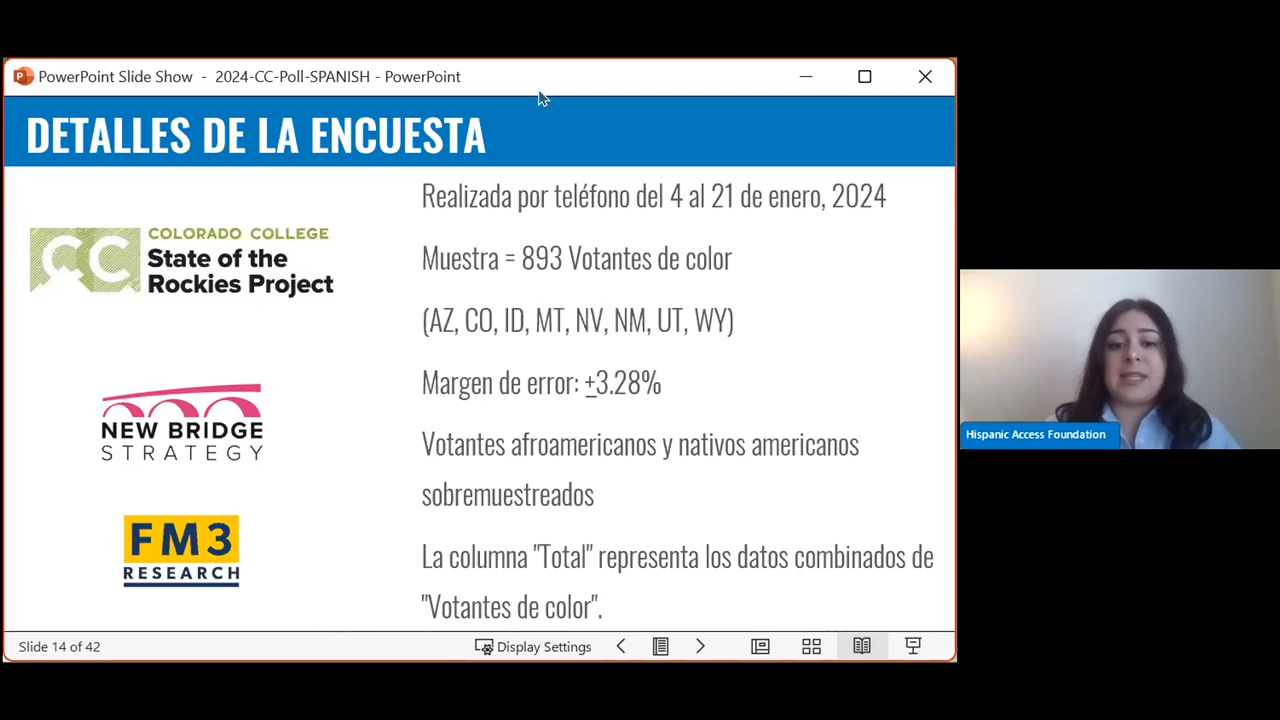 PowerPoint Slide Show - 2024-CC-Poll-SPANISH - PowerPoint
DETALLES DE LA ENCUESTA
COLORADO COLLEGE
State of the
Rockies Project
CC
NEW BRIDGE
STRATEGY
FM3
RESEARCH
Realizada por teléfono del 4 al 21 de enero, 2024
Muestra = 893 Votantes de color
(AZ, CO, ID, MT, NV, NM, UT, WY)
Margen de error: +3.28%
Votantes afroamericanos y nativos americanos
sobremuestreados
La columna "Total" representa los datos combinados de
"Votantes de color".
Hispanic Access Foundation
Slide 14 of 42
Display Settings